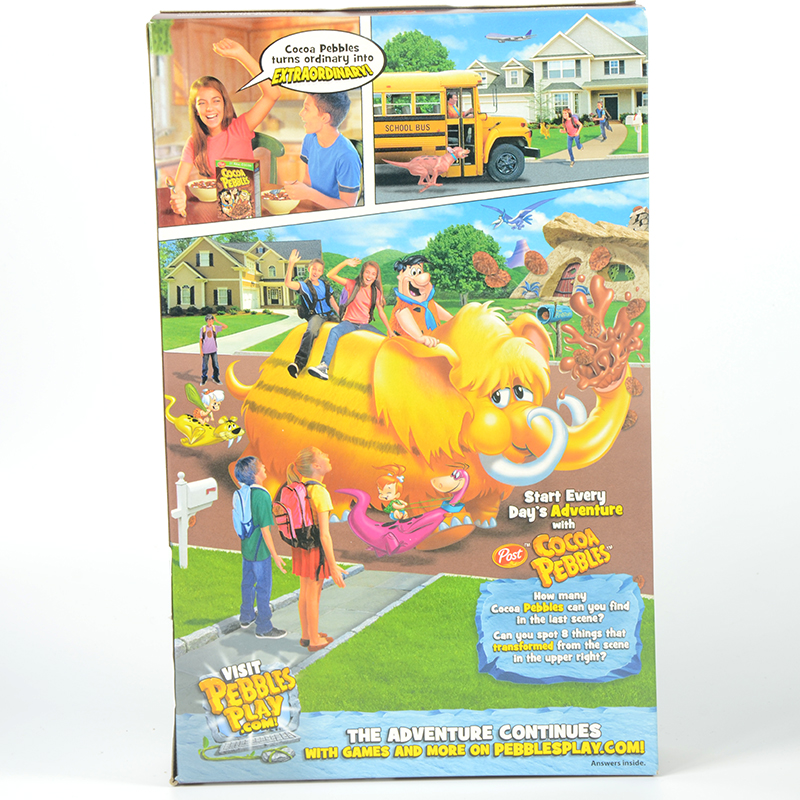 Cocoa Pebbles
turns ordinary into
EXTRAORDINARY!
SCHOOL BUS
COCOA
PEBBLES
Start Every
Day's Adventure
with
Post™ COCOA
PEBBLES™
How many
Cocoa Pebbles can you find
in the last scene?
Can you spot 8 things that
transformed from the scene
in the upper right?
VISIT
PEBBLES
PLAY
.COM!
THE ADVENTURE CONTINUES
WITH GAMES AND MORE ON PEBBLESPLAY.COM!
Answers inside.